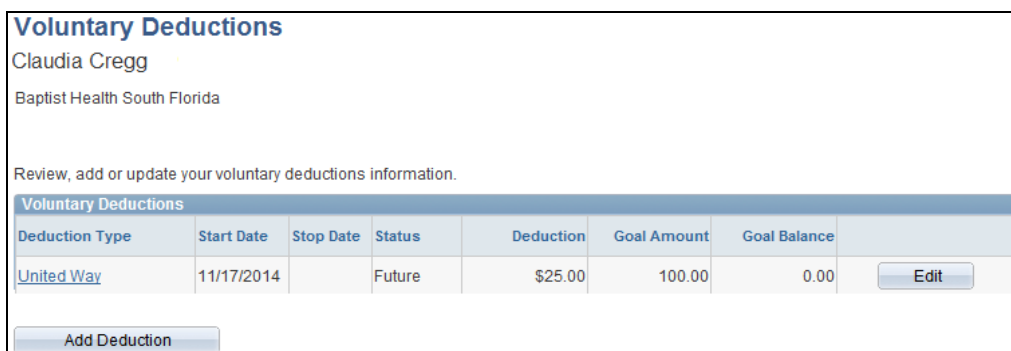 Voluntary Deductions
Claudia Cregg
Baptist Health South Florida
Review, add or update your voluntary deductions information.
Voluntary Deductions
Deduction Type Start Date Stop Date Status Deduction Goal Amount Goal Balance
United Way 11/17/2014 Future $25.00 100.00 0.00 Edit
Add Deduction